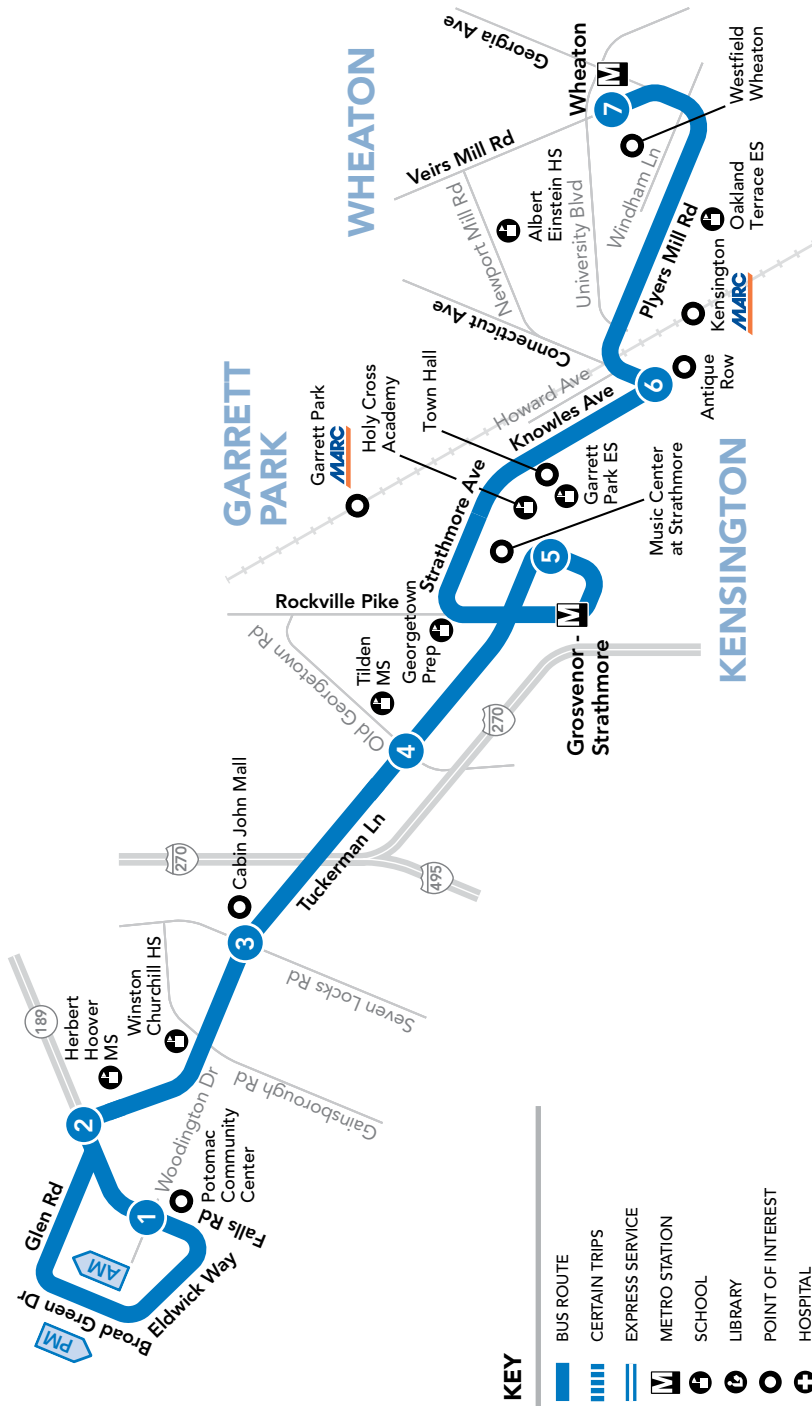 WHEATON
GARRETT
PARK
KENSINGTON
Georgia Ave
Wheaton
M
7
Westfield
Wheaton
Veirs Mill Rd
Newport Mill Rd
Albert
Einstein HS
University Blvd
Windham Ln
Plyers Mill Rd
Oakland
Terrace ES
Connecticut Ave
Kensington
MARC
Howard Ave
Knowles Ave
6
Antique
Row
Garrett Park
MARC
Holy Cross
Academy
Town Hall
Strathmore Ave
Garrett
Park ES
Music Center
at Strathmore
5
Rockville Pike
Georgetown
Prep
M
Grosvenor -
Strathmore
Old Georgetown Rd
Tilden
MS
4
270
270
495
Tuckerman Ln
Cabin John Mall
3
Seven Locks Rd
Gainsborough Rd
Winston
Churchill HS
Herbert
Hoover
MS
189
2
Woodington Dr
Potomac
Community
Center
1
Falls Rd
Glen Rd
AM
PM
Broad Green Dr
Eldwick Way
KEY
BUS ROUTE
CERTAIN TRIPS
EXPRESS SERVICE
M METRO STATION
SCHOOL
LIBRARY
POINT OF INTEREST
HOSPITAL